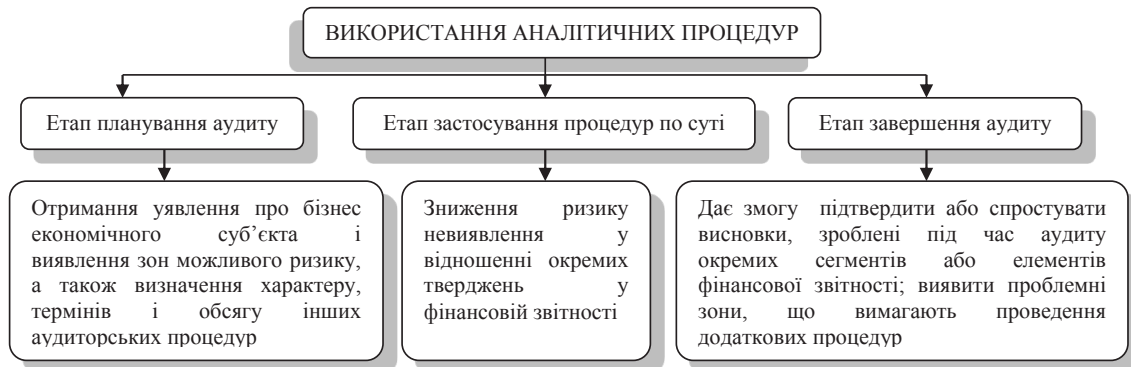 ВИКОРИСТАННЯ АНАЛІТИЧНИХ ПРОЦЕДУР
Етап планування аудиту
Етап застосування процедур по суті
Етап завершення аудиту
Отримання уявлення про бізнес
економічного суб’єкта і
виявлення зон можливого ризику,
а також визначення характеру,
термінів і обсягу інших
аудиторських процедур
Зниження ризику
невиявлення у
відношенні окремих
тверджень у
фінансовій звітності
Дає змогу підтвердити або спростувати
висновки, зроблені під час аудиту
окремих сегментів або елементів
фінансової звітності; виявити проблемні
зони, що вимагають проведення
додаткових процедур